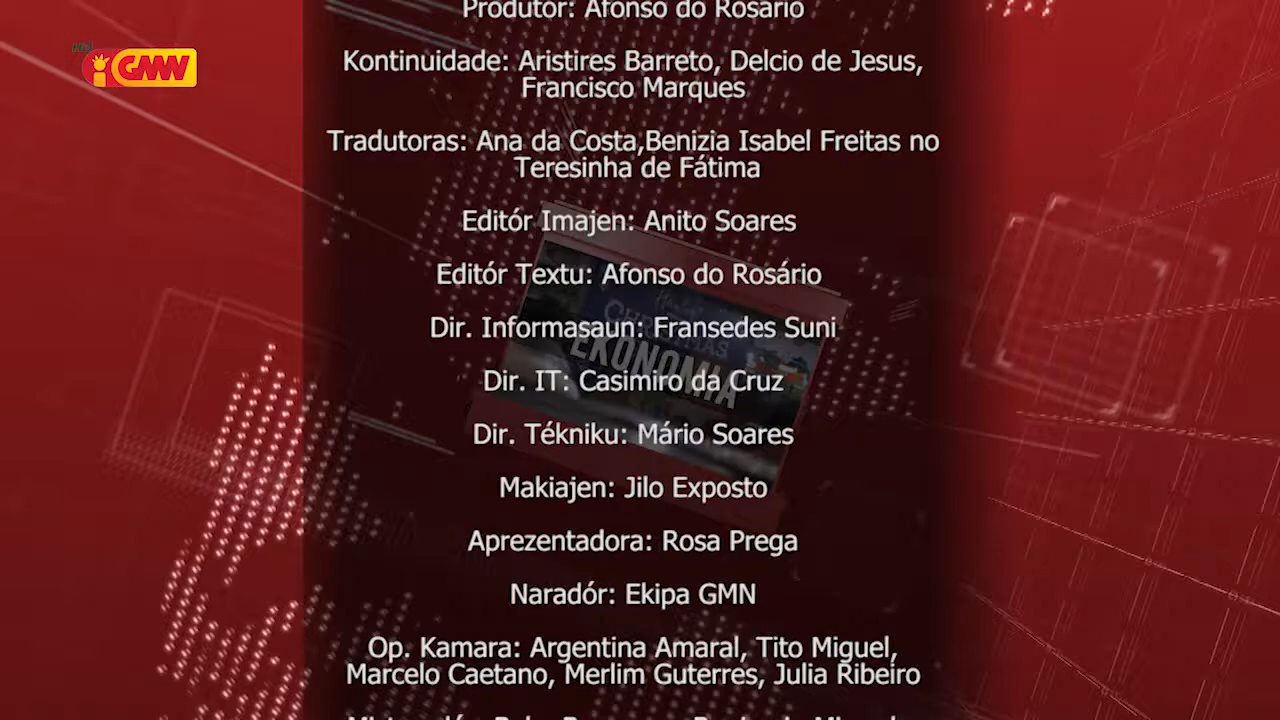 Produtor: Afonso do Rosário
GMN
Kontinuidade: Aristires Barreto, Delcio de Jesus,
Francisco Marques
Tradutoras: Ana da Costa,Benizia Isabel Freitas no
Teresinha de Fátima
Editór Imajen: Anito Soares
Editór Textu: Afonso do Rosário
Dir. Informasaun: Fransedes Suni
CHRISTMAS
EKONOMIA
Dir. IT: Casimiro da Cruz
Dir. Tékniku: Mário Soares
Makiajen: Jilo Exposto
Aprezentadora: Rosa Prega
Naradór: Ekipa GMN
Op. Kamara: Argentina Amaral, Tito Miguel,
Marcelo Caetano, Merlim Guterres, Julia Ribeiro